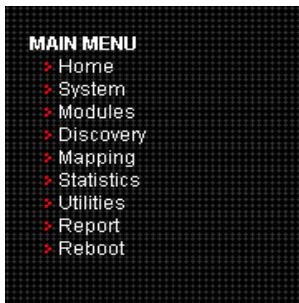 MAIN MENU
> Home
> System
> Modules
> Discovery
> Mapping
> Statistics
> Utilities
> Report
> Reboot